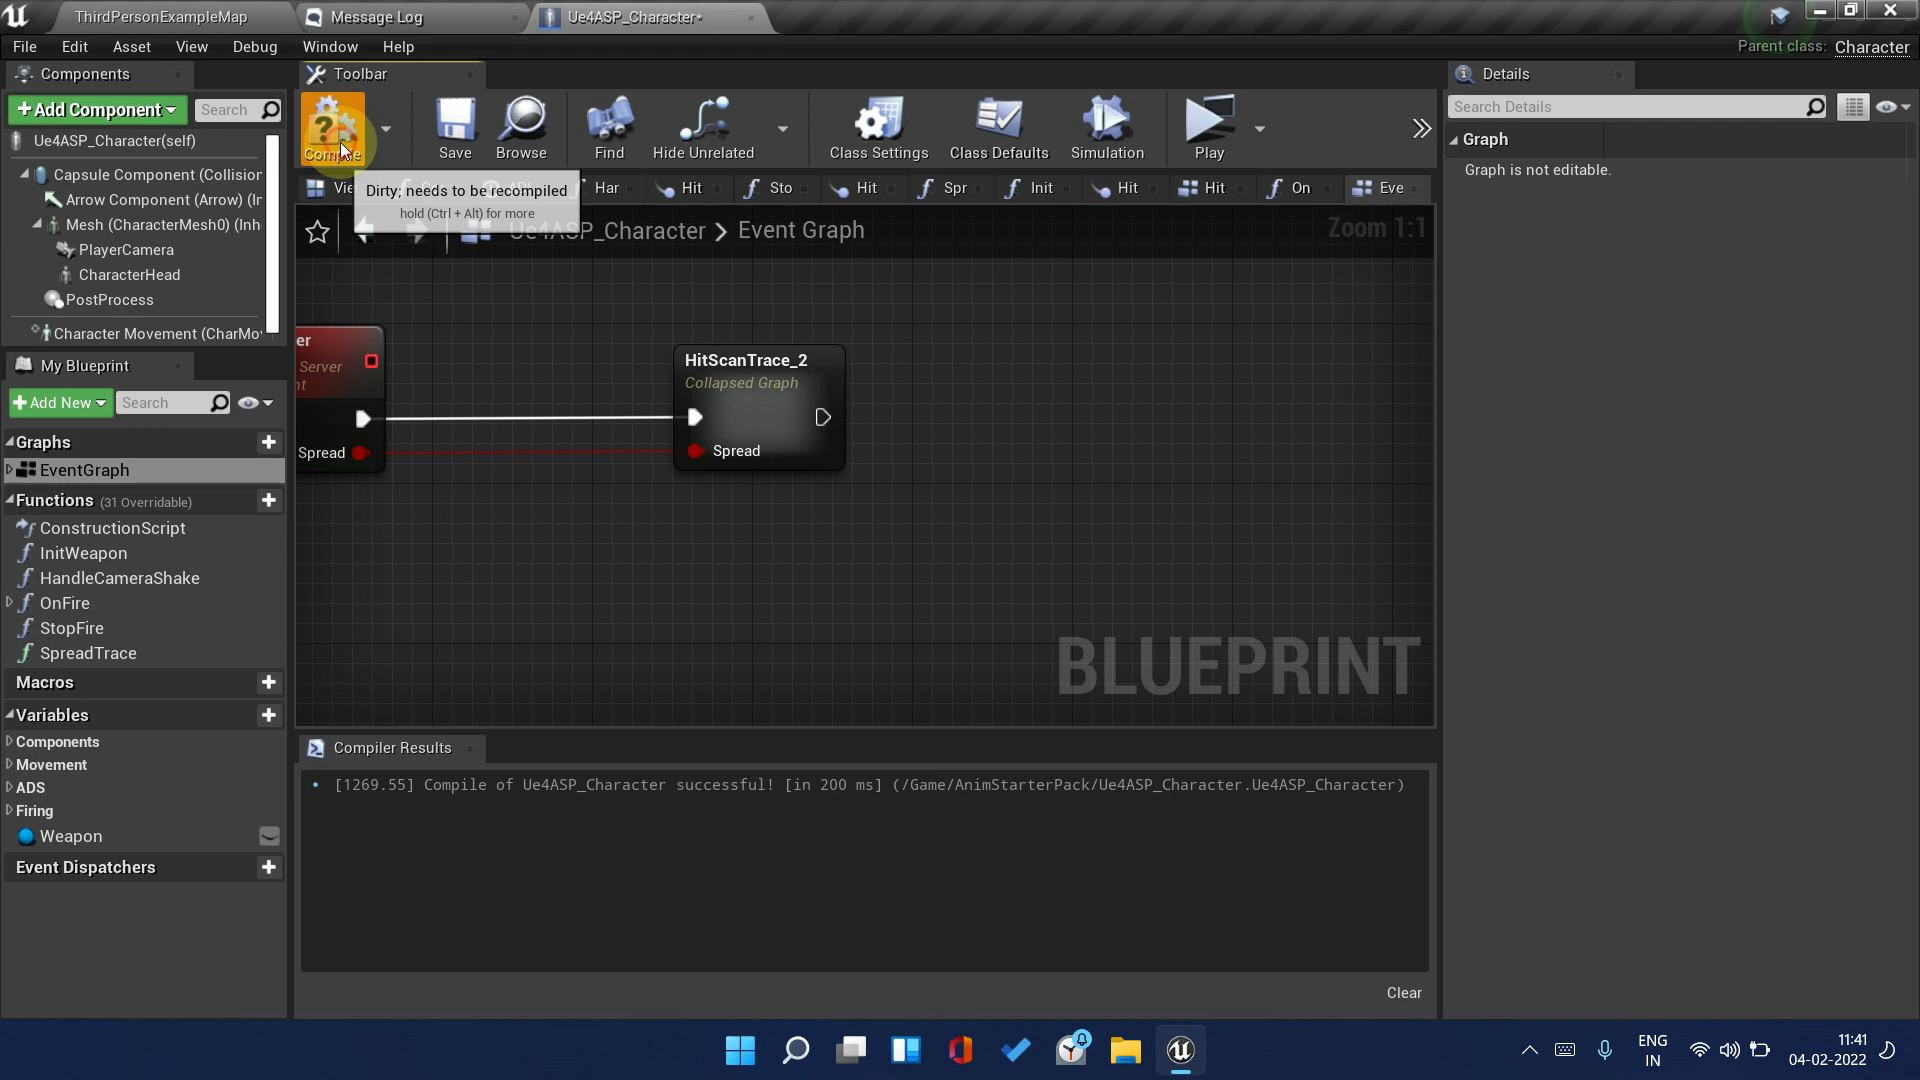 ThirdPersonExampleMap
Message Log
Ue4ASP_Character*
File Edit Asset View Debug Window Help
Parent class: Character
Components
Toolbar
Details
+Add Component
Search
Compile
Save
Browse
Find
Hide Unrelated
Class Settings
Class Defaults
Simulation
Play
Search Details
Ue4ASP_Character(self)
Graph
Graph is not editable.
Capsule Component (Collision
Arrow Component (Arrow) (Ir
Mesh (CharacterMesh0) (Inh
PlayerCamera
CharacterHead
PostProcess
Character Movement (CharMov
Har
Hit
Sto
Hit
Spr
Init
Hit
Hit
On
Eve
Dirty; needs to be recompiled
hold (Ctrl + Alt) for more
Ue4ASP_Character > Event Graph
Zoom 1:1
er
Server
nt
Spread
HitScanTrace_2
Collapsed Graph
Spread
BLUEPRINT
My Blueprint
+Add New
Search
Graphs
EventGraph
Functions (31 Overridable)
ConstructionScript
InitWeapon
HandleCameraShake
OnFire
StopFire
SpreadTrace
Macros
Variables
Components
Movement
ADS
Firing
Weapon
Event Dispatchers
Compiler Results
[1269.55] Compile of Ue4ASP_Character successful! [in 200 ms] (/Game/AnimStarterPack/Ue4ASP_Character.Ue4ASP_Character)
Clear
ENG
IN
11:41
04-02-2022